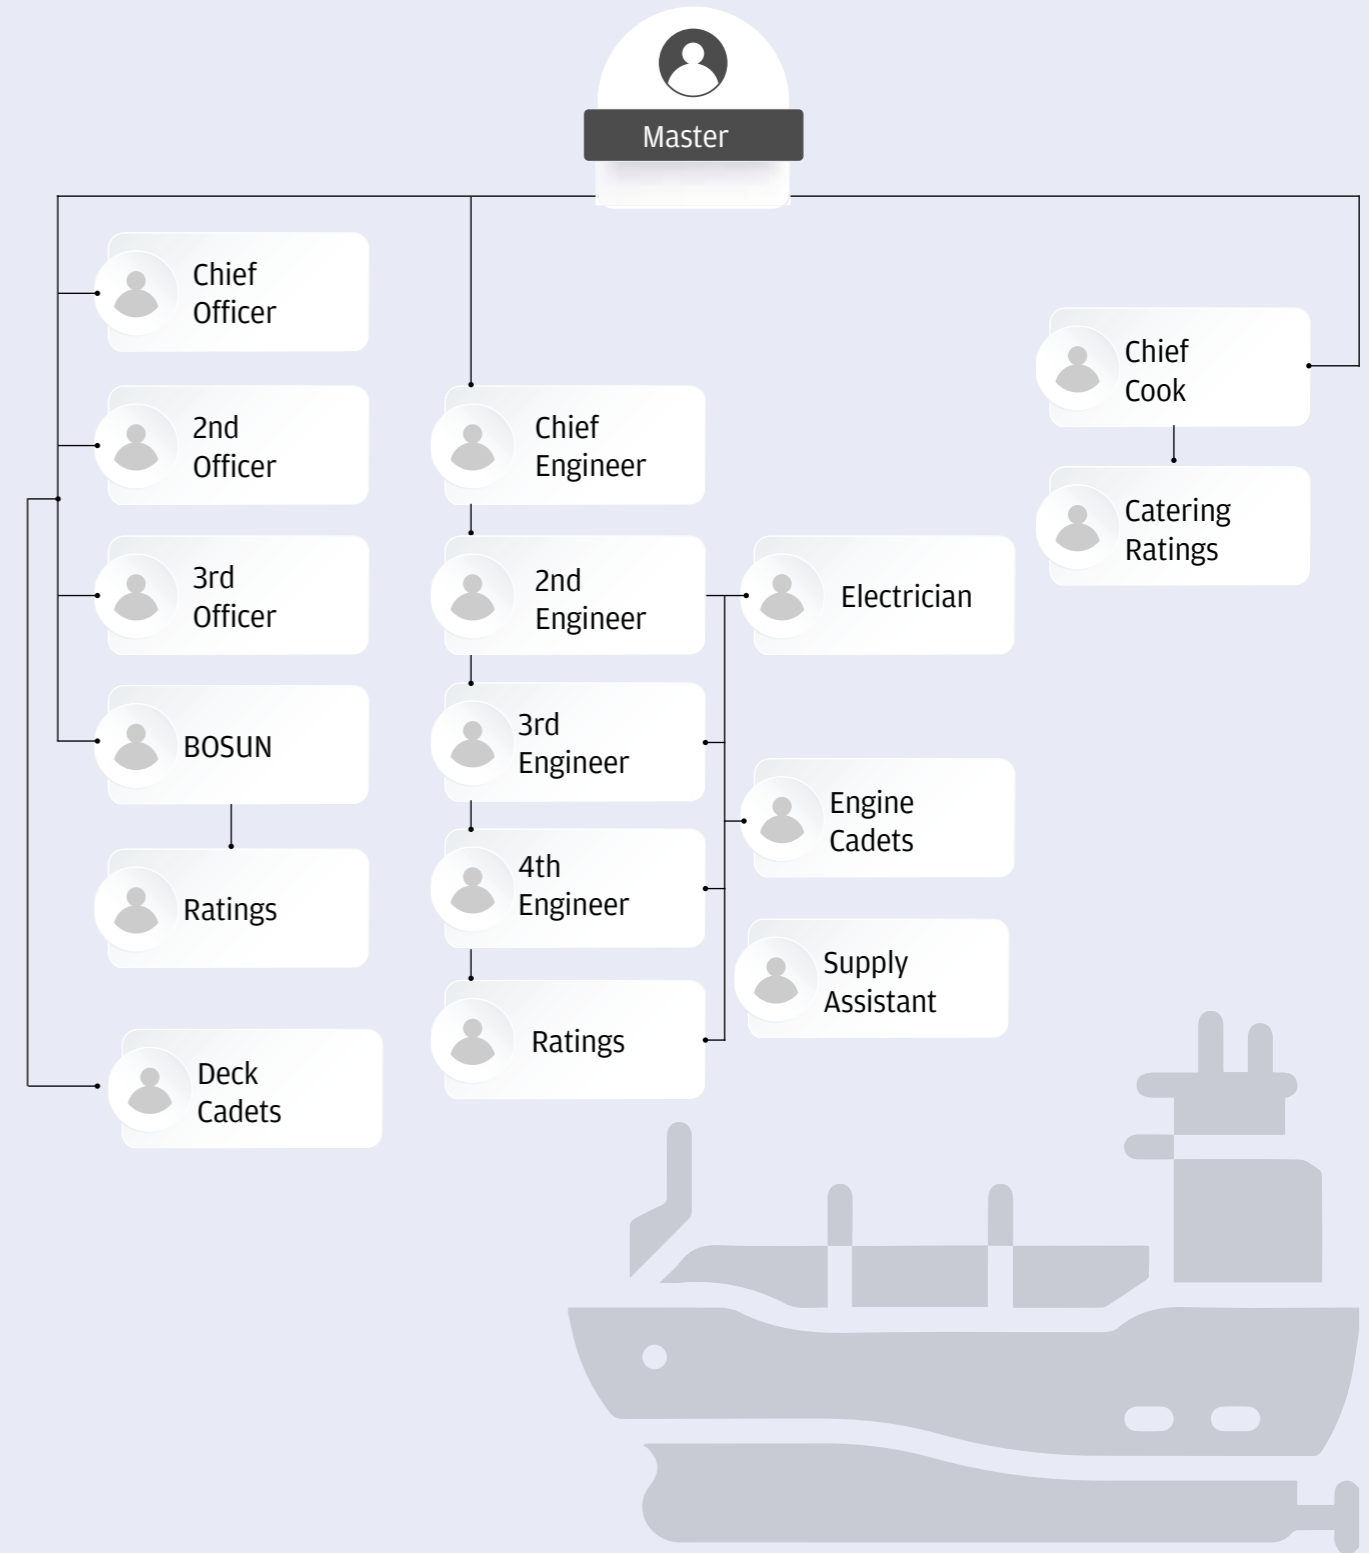 Master
Chief
Officer
2nd
Officer
3rd
Officer
BOSUN
Ratings
Deck
Cadets
Chief
Engineer
2nd
Engineer
3rd
Engineer
4th
Engineer
Ratings
Electrician
Engine
Cadets
Supply
Assistant
Chief
Cook
Catering
Ratings